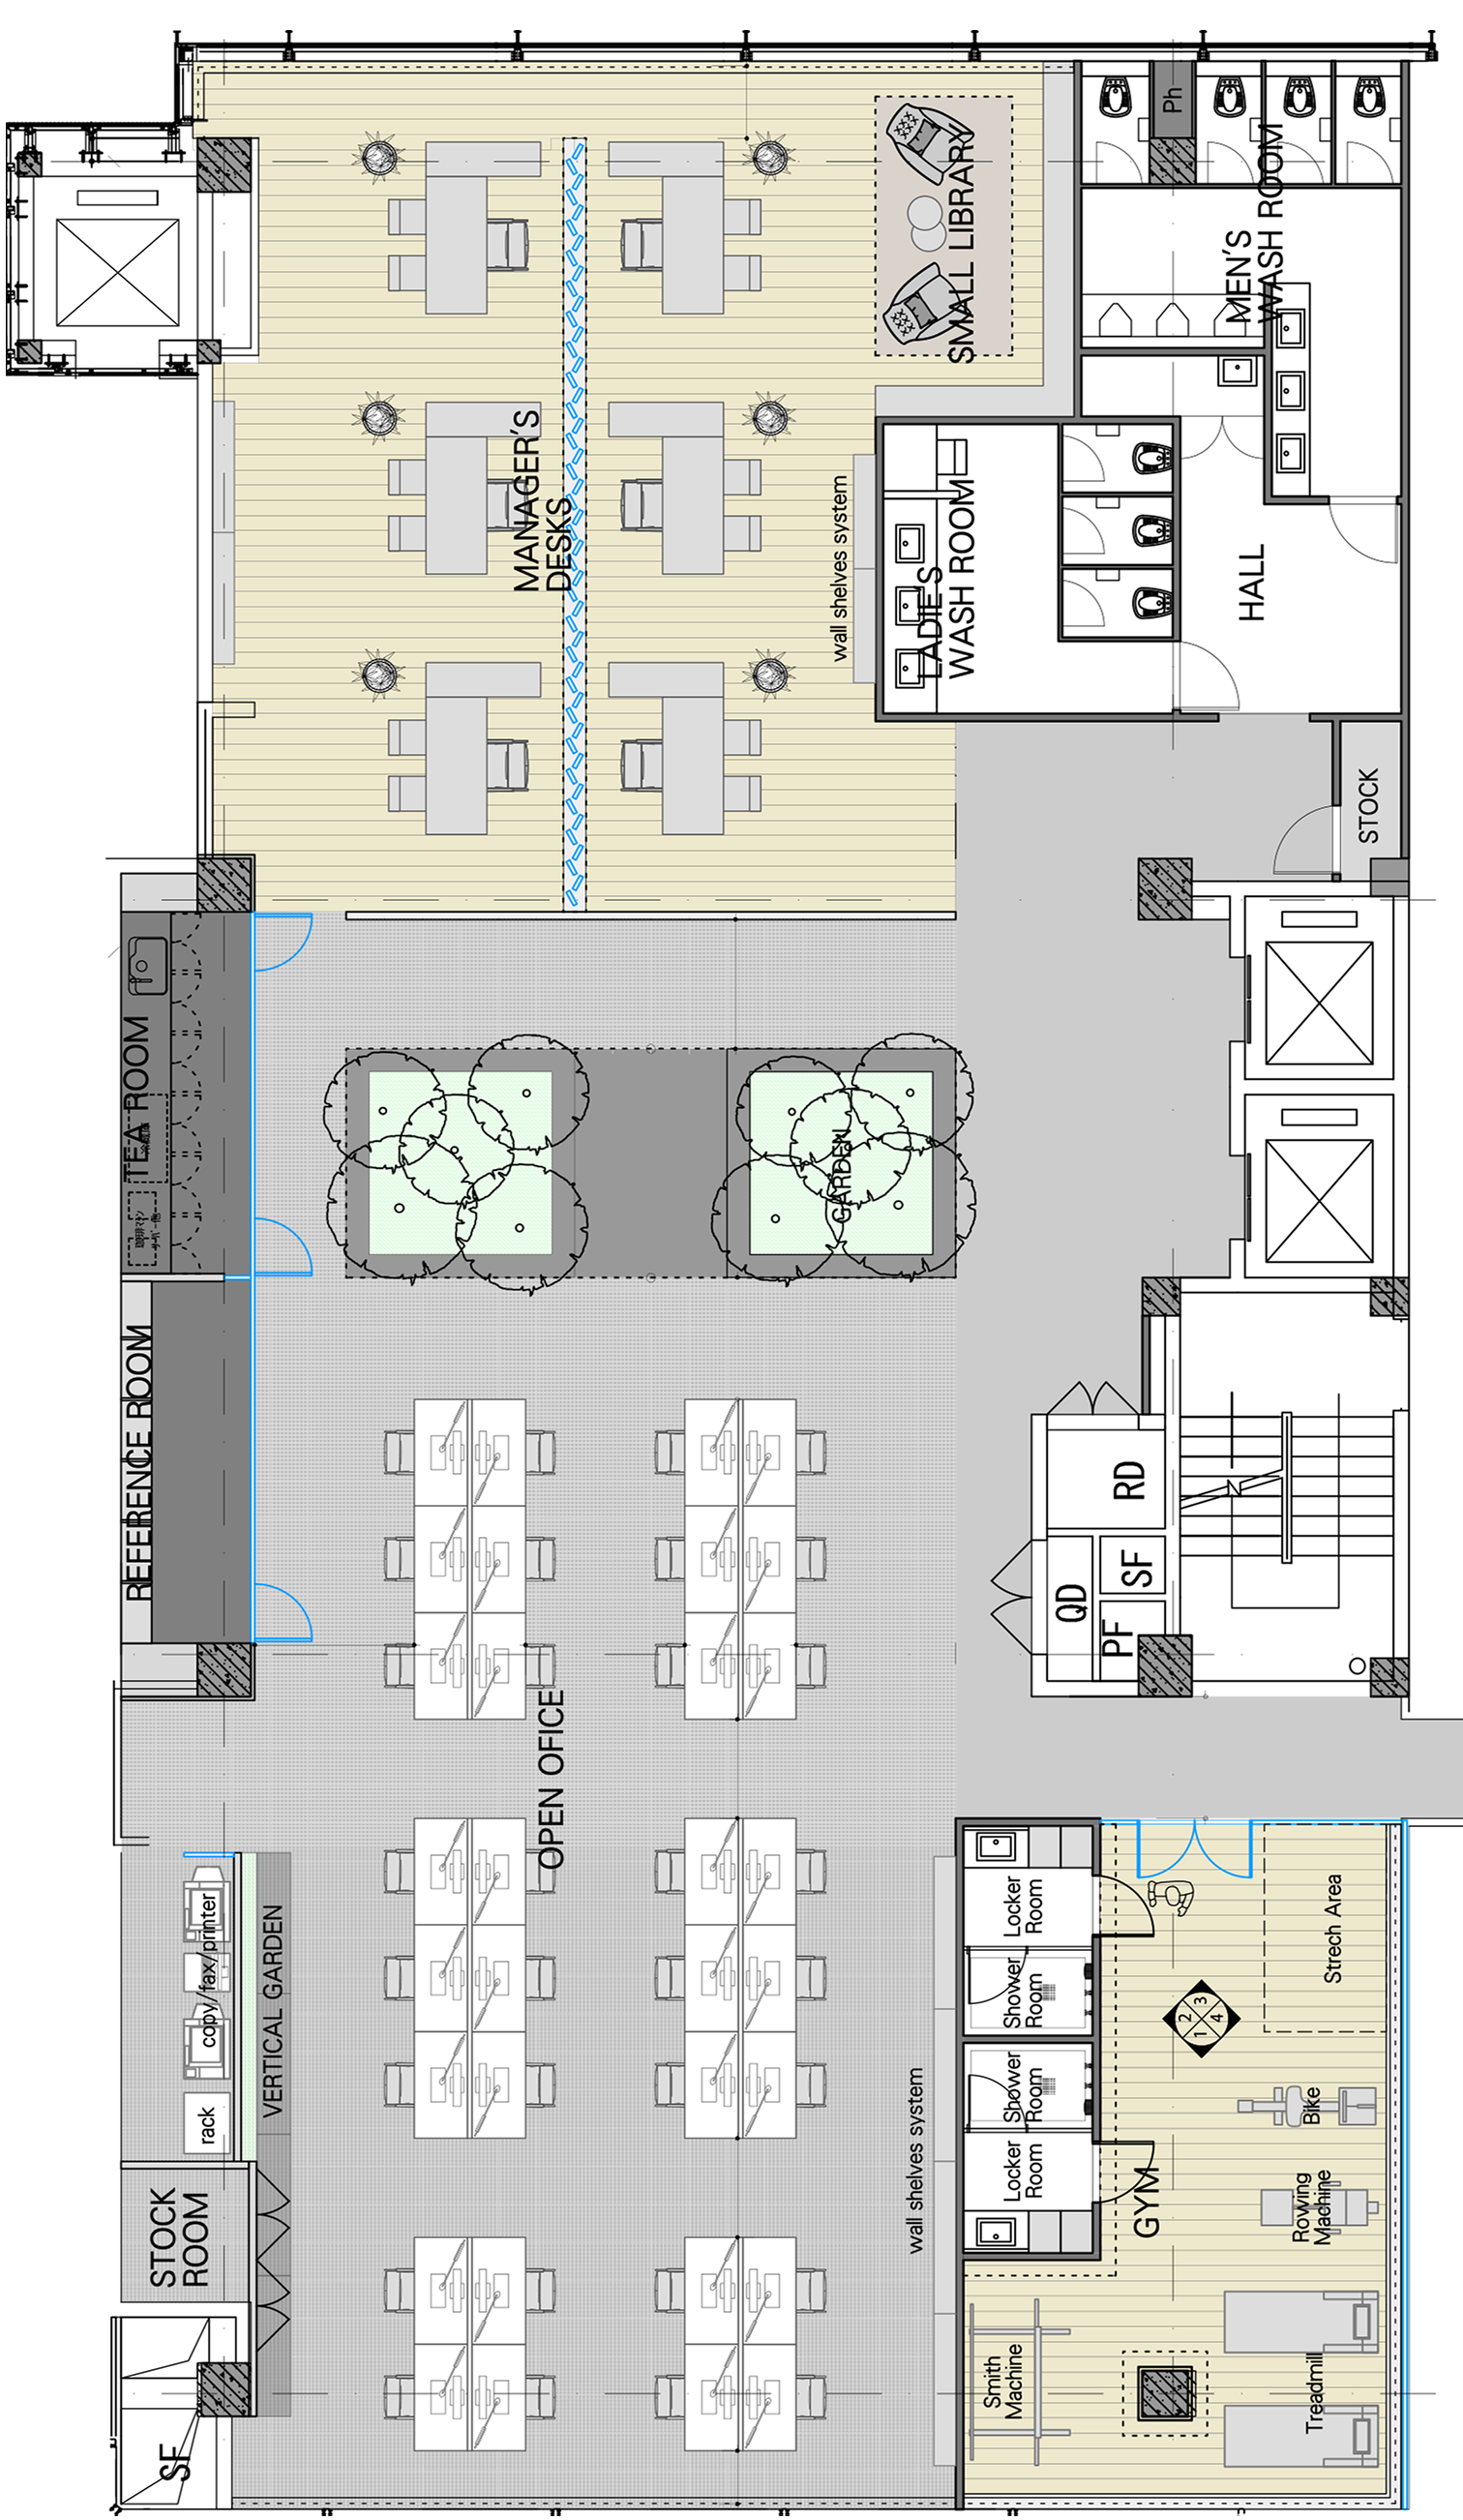 Ph
MEN'S
WASH ROOM
SMALL LIBRARY
MANAGER'S
DESKS
wall shelves system
LADIE'S
WASH ROOM
HALL
STOCK
TEA ROOM
GARDEN
REFERENCE ROOM
RD
SF
QD
PF
OPEN OFICE
copy/fax/printer
VERTICAL GARDEN
rack
STOCK
ROOM
SF
wall shelves system
Locker
Room
Shower
Room
Shower
Room
Locker
Room
Strech Area
2
3
1
4
Bike
GYM
Rowing
Machine
Smith
Machine
Treadmill